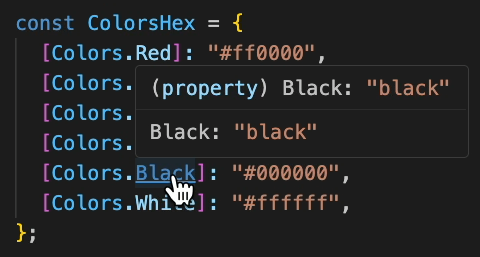 const ColorsHex = {
[Colors.Red]: "#ff0000",
[Colors.
(property) Black: "black"
[Colors.
[Colors.
Black: "black"
[Colors.Black]: "#000000",
[Colors.White]: "#ffffff",
};